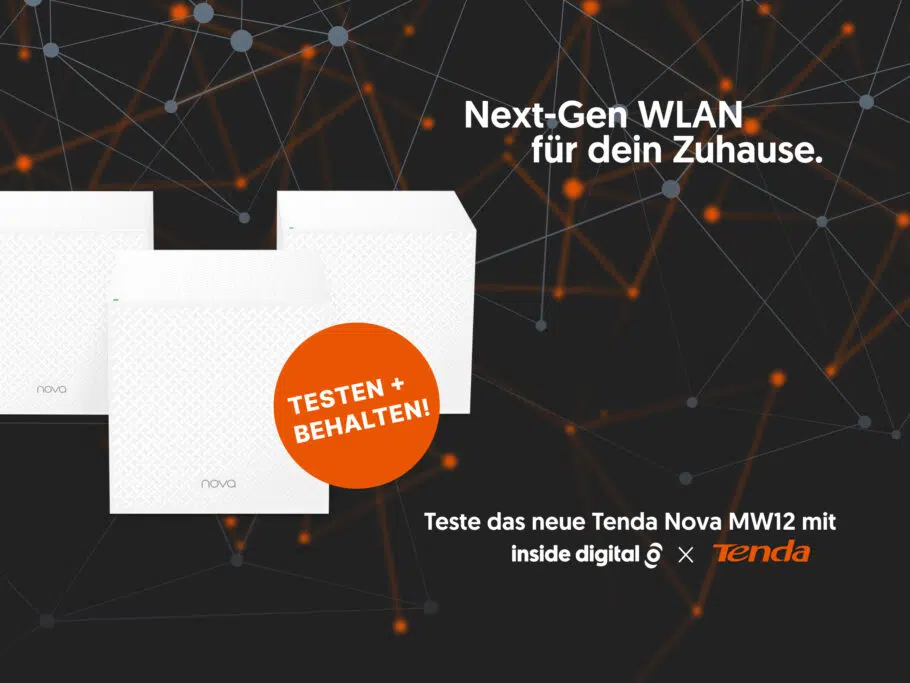 Next-Gen WLAN
für dein Zuhause.
nova
TESTEN +
BEHALTEN!
nova
Teste das neue Tenda Nova MW12 mit
inside digital × Tenda